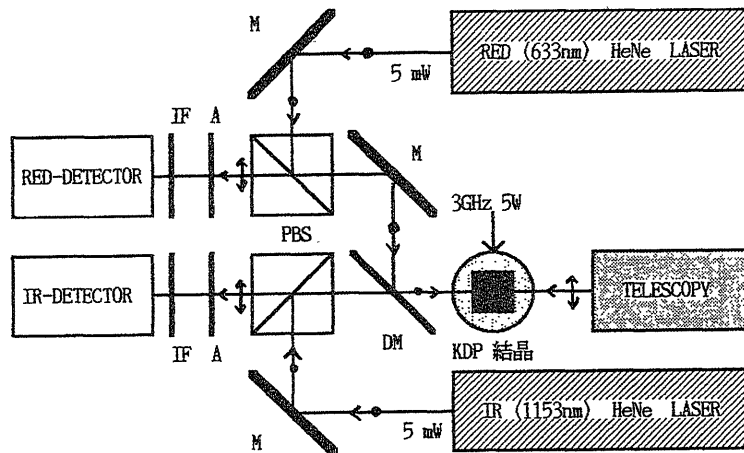 M
RED (633nm) HeNe LASER
5 mW
IF A
M
RED-DETECTOR
3GHz 5W
PBS
IR-DETECTOR
TELESCOPY
IF A
DM
KDP 結晶
IR (1153nm) HeNe LASER
5 mW
M